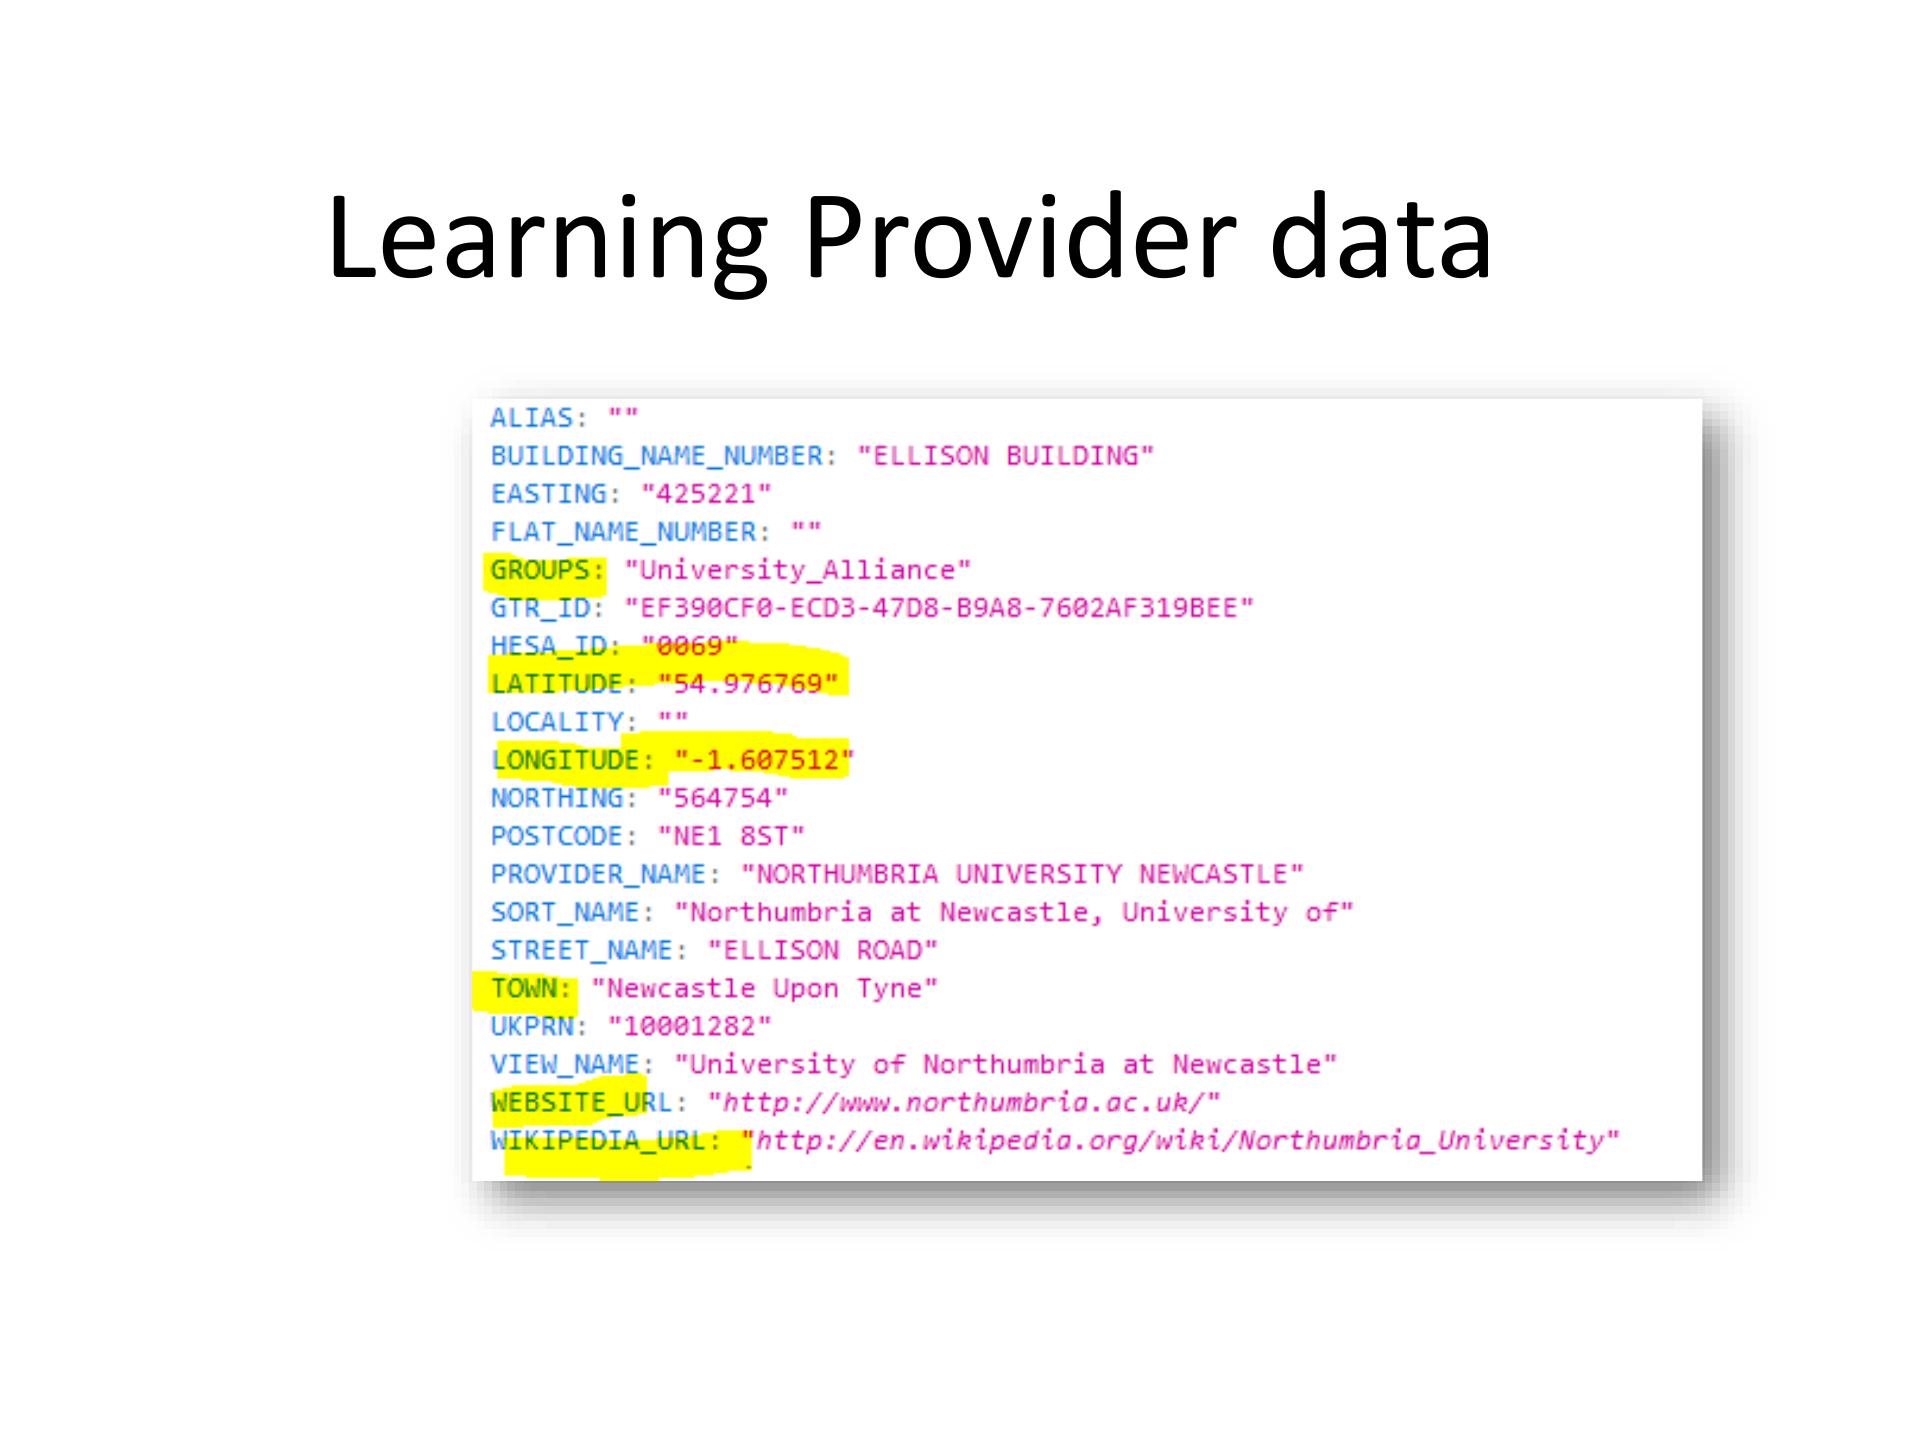 Learning Provider data
ALIAS: ""
BUILDING_NAME_NUMBER: "ELLISON BUILDING"
EASTING: "425221"
FLAT_NAME_NUMBER: ""
GROUPS: "University_Alliance"
GTR_ID: "EF390CF0-ECD3-47D8-B9A8-7602AF319BEE"
HESA_ID: "0069"
LATITUDE: "54.976769"
LOCALITY: ""
LONGITUDE: "-1.607512"
NORTHING: "564754"
POSTCODE: "NE1 8ST"
PROVIDER_NAME: "NORTHUMBRIA UNIVERSITY NEWCASTLE"
SORT_NAME: "Northumbria at Newcastle, University of"
STREET_NAME: "ELLISON ROAD"
TOWN: "Newcastle Upon Tyne"
UKPRN: "10001282"
VIEW_NAME: "University of Northumbria at Newcastle"
WEBSITE_URL: "http://www.northumbria.ac.uk/"
WIKIPEDIA_URL: "http://en.wikipedia.org/wiki/Northumbria_University"